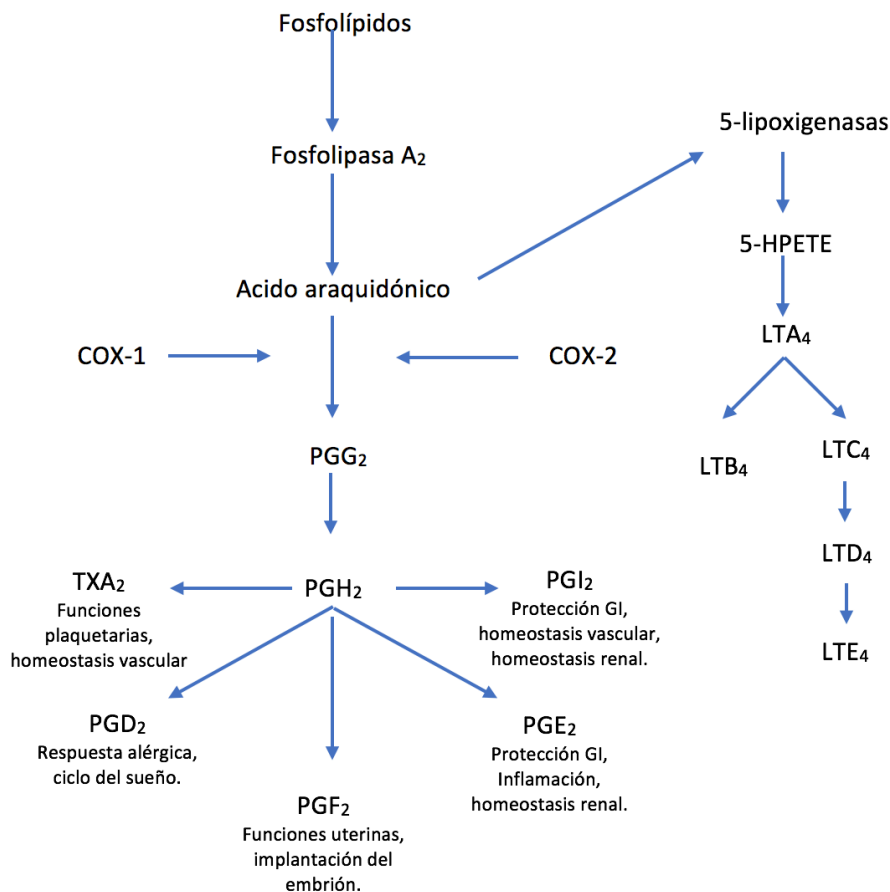 Fosfolípidos
5-lipoxigenasas
Fosfolipasa A₂
5-HPETE
Acido araquidónico
LTA₄
COX-1
COX-2
PGG₂
LTB₄
LTC₄
LTD₄
LTE₄
TXA₂
Funciones
plaquetarias,
homeostasis vascular
PGH₂
PGI₂
Protección GI,
homeostasis vascular,
homeostasis renal.
PGD₂
Respuesta alérgica,
ciclo del sueño.
PGF₂
Funciones uterinas,
implantación del
embrión.
PGE₂
Protección GI,
Inflamación,
homeostasis renal.